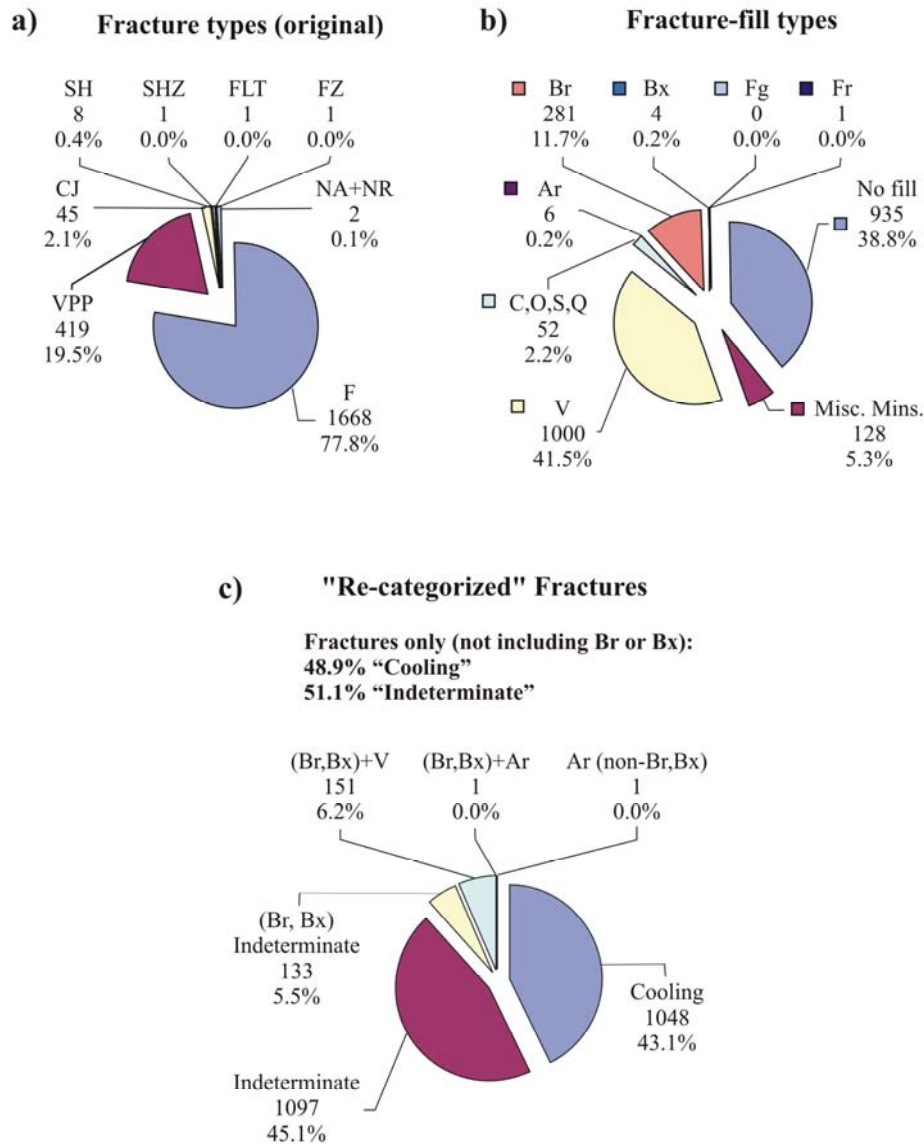 a) Fracture types (original)
SH
8
0.4%
SHZ
1
0.0%
FLT
1
0.0%
FZ
1
0.0%
CJ
45
2.1%
NA+NR
2
0.1%
VPP
419
19.5%
F
1668
77.8%
b) Fracture-fill types
Br
281
11.7%
Bx
4
0.2%
Fg
0
0.0%
Fr
1
0.0%
Ar
6
0.2%
No fill
935
38.8%
C,O,S,Q
52
2.2%
V
1000
41.5%
Misc. Mins.
128
5.3%
c) "Re-categorized" Fractures
Fractures only (not including Br or Bx):
48.9% “Cooling”
51.1% “Indeterminate”
(Br,Bx)+V
151
6.2%
(Br,Bx)+Ar
1
0.0%
Ar (non-Br,Bx)
1
0.0%
(Br, Bx)
Indeterminate
133
5.5%
Cooling
1048
43.1%
Indeterminate
1097
45.1%